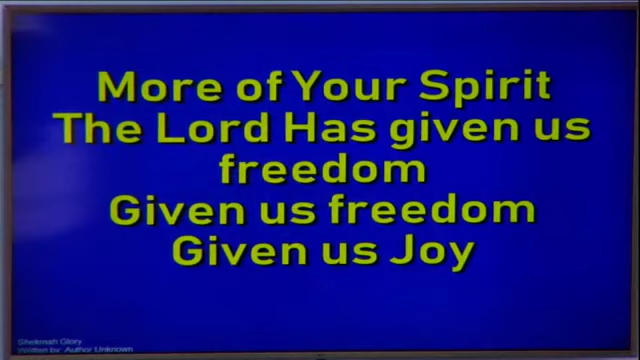 More of Your Spirit
The Lord Has given us
freedom
Given us freedom
Given us Joy
Shekinah Glory
Written by: Author Unknown